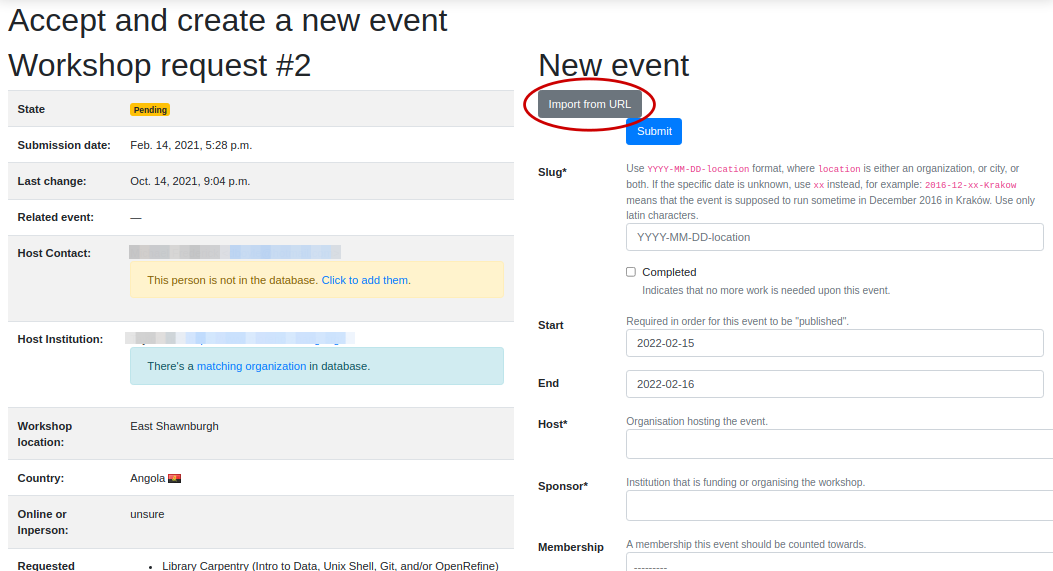 Accept and create a new event
Workshop request #2
State
Pending
Submission date:
Feb. 14, 2021, 5:28 p.m.
Last change:
Oct. 14, 2021, 9:04 p.m.
Related event:
—
Host Contact:
This person is not in the database. Click to add them.
Host Institution:
There's a matching organization in database.
Workshop
location:
East Shawnburgh
Country:
Angola
Online or
Inperson:
unsure
Requested
• Library Carpentry (Intro to Data, Unix Shell, Git, and/or OpenRefine)
New event
Import from URL
Submit
Slug*
Use YYYY-MM-DD-location format, where location is either an organization, or city, or
both. If the specific date is unknown, use xx instead, for example: 2016-12-xx-Krakow
means that the event is supposed to run sometime in December 2016 in Kraków. Use only
latin characters.
YYYY-MM-DD-location
Completed
Indicates that no more work is needed upon this event.
Start
Required in order for this event to be "published".
2022-02-15
End
2022-02-16
Host*
Organisation hosting the event.
Sponsor*
Institution that is funding or organising the workshop.
Membership
A membership this event should be counted towards.
---------